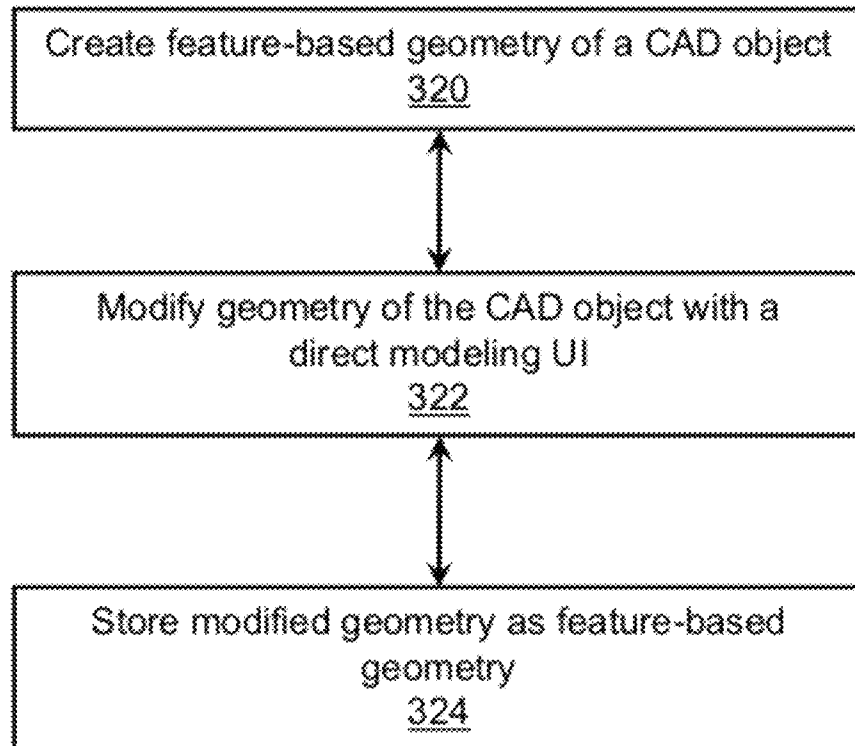 Create feature-based geometry of a CAD object
320
Modify geometry of the CAD object with a
direct modeling UI
322
Store modified geometry as feature-based
geometry
324